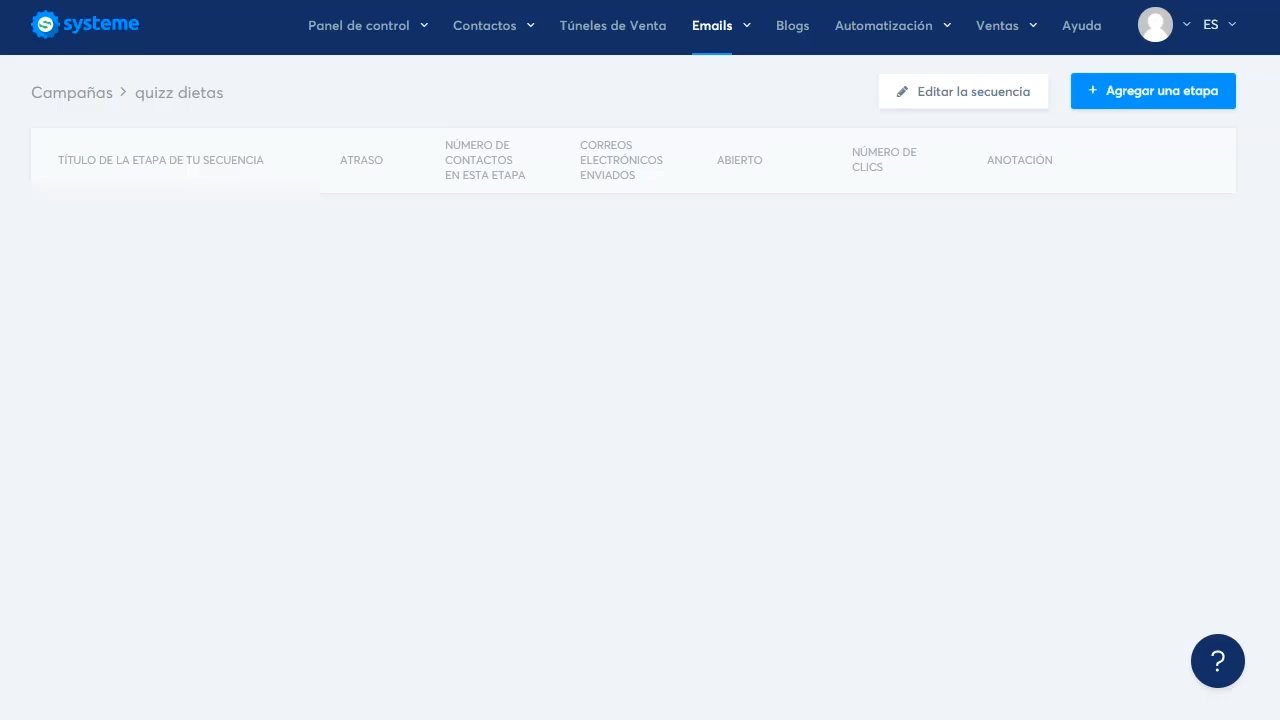 systeme
Panel de control
Contactos
Túneles de Venta
Emails
Blogs
Automatización
Ventas
Ayuda
ES
Campañas > quizz dietas
Editar la secuencia
+ Agregar una etapa
TÍTULO DE LA ETAPA DE TU SECUENCIA
ATRASO
NÚMERO DE
CONTACTOS
EN ESTA ETAPA
CORREOS
ELECTRÓNICOS
ENVIADOS
ABIERTO
NÚMERO DE
CLICS
ANOTACIÓN
?